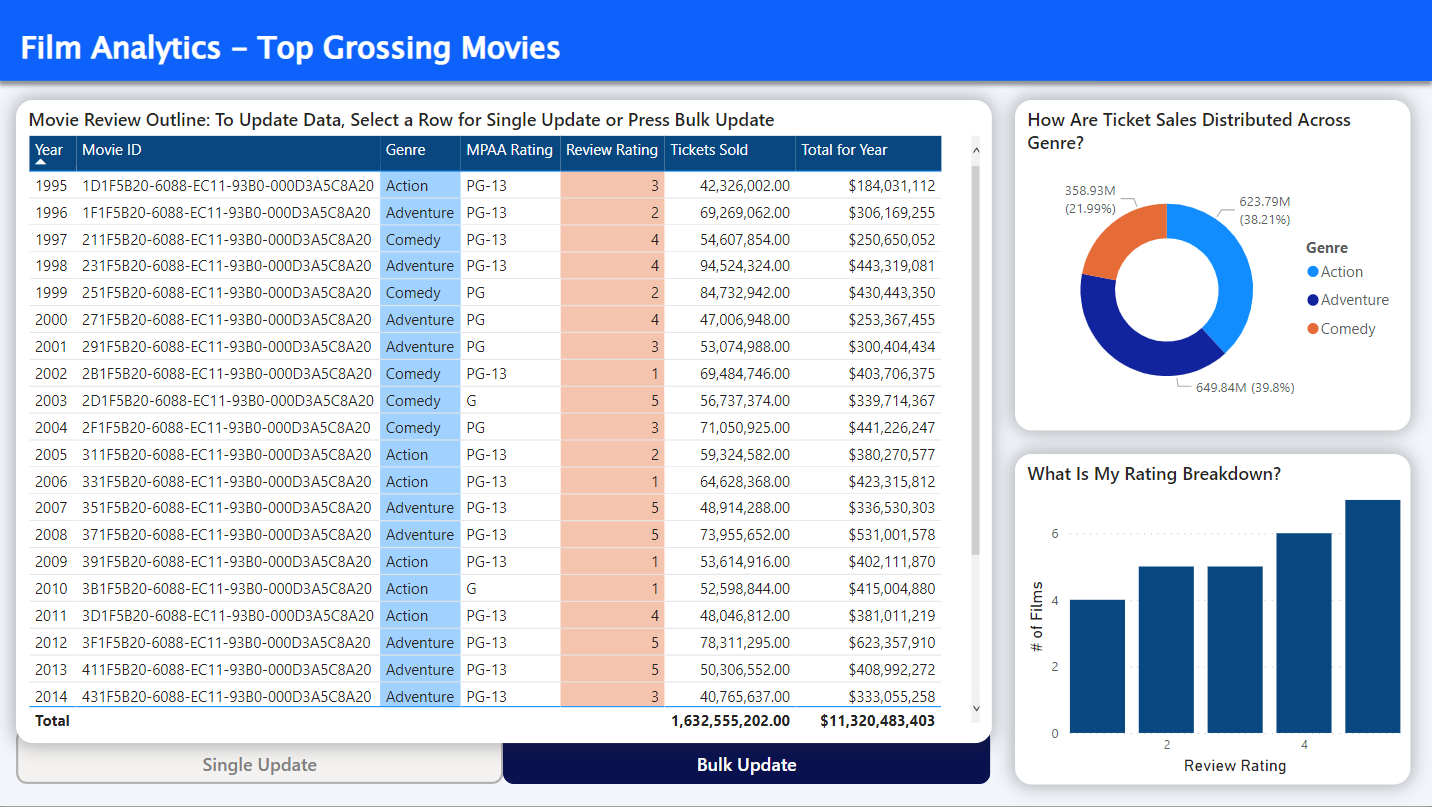 Film Analytics – Top Grossing Movies
Movie Review Outline: To Update Data, Select a Row for Single Update or Press Bulk Update
Year Movie ID Genre MPAA Rating Review Rating Tickets Sold Total for Year
1995 1D1F5B20-6088-EC11-93B0-000D3A5C8A20 Action PG-13 3 42,326,002.00 $184,031,112
1996 1F1F5B20-6088-EC11-93B0-000D3A5C8A20 Adventure PG-13 2 69,269,062.00 $306,169,255
1997 211F5B20-6088-EC11-93B0-000D3A5C8A20 Comedy PG-13 4 54,607,854.00 $250,650,052
1998 231F5B20-6088-EC11-93B0-000D3A5C8A20 Adventure PG-13 4 94,524,324.00 $443,319,081
1999 251F5B20-6088-EC11-93B0-000D3A5C8A20 Comedy PG 2 84,732,942.00 $430,443,350
2000 271F5B20-6088-EC11-93B0-000D3A5C8A20 Adventure PG 4 47,006,948.00 $253,367,455
2001 291F5B20-6088-EC11-93B0-000D3A5C8A20 Adventure PG 3 53,074,988.00 $300,404,434
2002 2B1F5B20-6088-EC11-93B0-000D3A5C8A20 Comedy PG-13 1 69,484,746.00 $403,706,375
2003 2D1F5B20-6088-EC11-93B0-000D3A5C8A20 Comedy G 5 56,737,374.00 $339,714,367
2004 2F1F5B20-6088-EC11-93B0-000D3A5C8A20 Comedy PG 3 71,050,925.00 $441,226,247
2005 311F5B20-6088-EC11-93B0-000D3A5C8A20 Action PG-13 2 59,324,582.00 $380,270,577
2006 331F5B20-6088-EC11-93B0-000D3A5C8A20 Action PG-13 1 64,628,368.00 $423,315,812
2007 351F5B20-6088-EC11-93B0-000D3A5C8A20 Adventure PG-13 5 48,914,288.00 $336,530,303
2008 371F5B20-6088-EC11-93B0-000D3A5C8A20 Adventure PG-13 5 73,955,652.00 $531,001,578
2009 391F5B20-6088-EC11-93B0-000D3A5C8A20 Action PG-13 1 53,614,916.00 $402,111,870
2010 3B1F5B20-6088-EC11-93B0-000D3A5C8A20 Action G 1 52,598,844.00 $415,004,880
2011 3D1F5B20-6088-EC11-93B0-000D3A5C8A20 Action PG-13 4 48,046,812.00 $381,011,219
2012 3F1F5B20-6088-EC11-93B0-000D3A5C8A20 Adventure PG-13 5 78,311,295.00 $623,357,910
2013 411F5B20-6088-EC11-93B0-000D3A5C8A20 Adventure PG-13 5 50,306,552.00 $408,992,272
2014 431F5B20-6088-EC11-93B0-000D3A5C8A20 Adventure PG-13 3 40,765,637.00 $333,055,258
Total 1,632,555,202.00 $11,320,483,403
Single Update
Bulk Update
How Are Ticket Sales Distributed Across
Genre?
358.93M
(21.99%)
623.79M
(38.21%)
649.84M (39.8%)
Genre
Action
Adventure
Comedy
What Is My Rating Breakdown?
# of Films
6
4
2
0
2 4
Review Rating